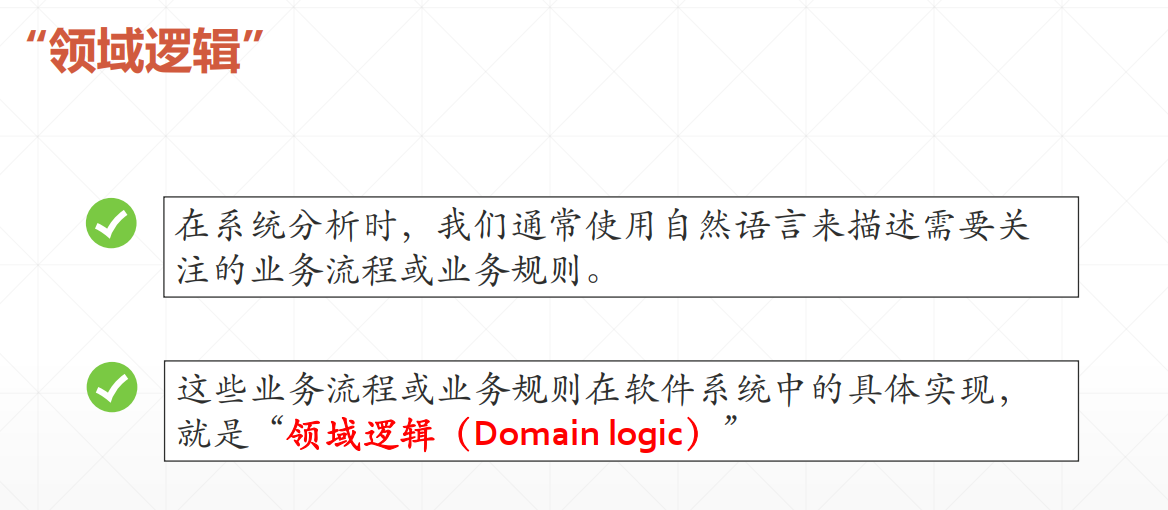 “领域逻辑”
在系统分析时，我们通常使用自然语言来描述需要关
注的业务流程或业务规则。
这些业务流程或业务规则在软件系统中的具体实现，
就是“领域逻辑（Domain logic）”